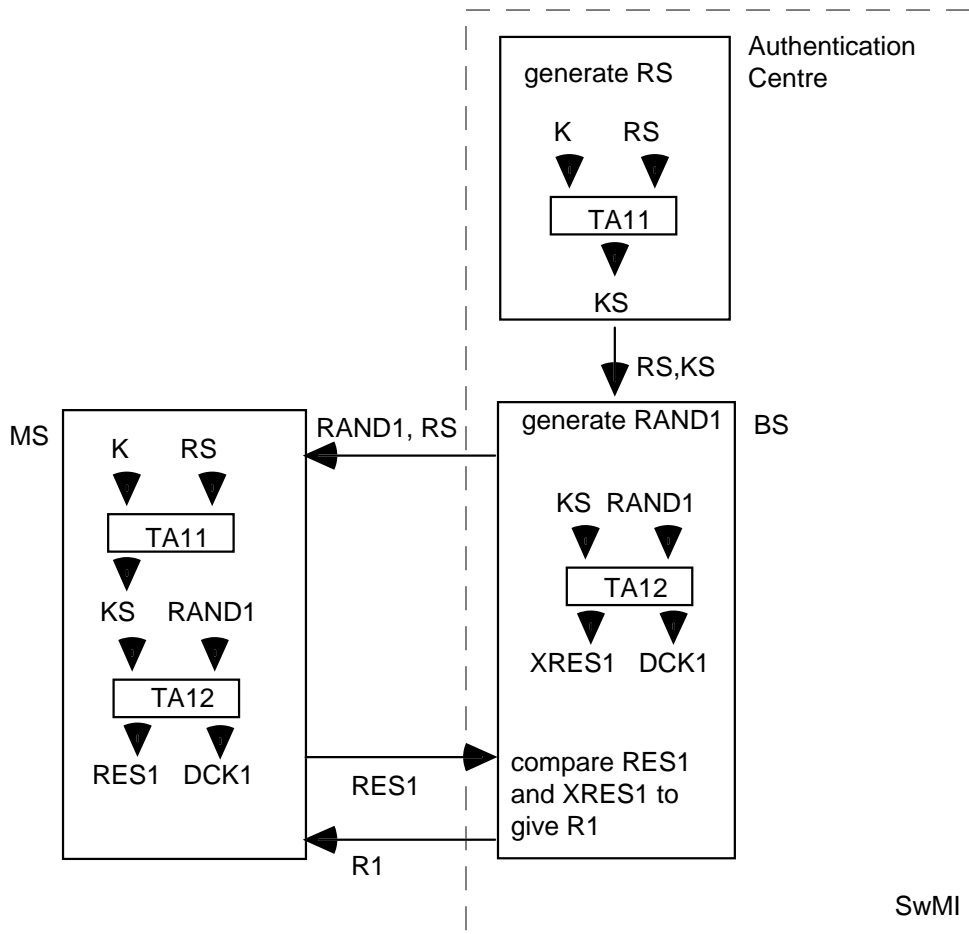 Authentication
Centre
generate RS
K RS
TA11
KS
RS,KS
MS
RAND1, RS
generate RAND1
BS
K RS
TA11
KS RAND1
TA12
RES1 DCK1
KS RAND1
TA12
XRES1 DCK1
RES1
compare RES1
and XRES1 to
give R1
R1
SwMI